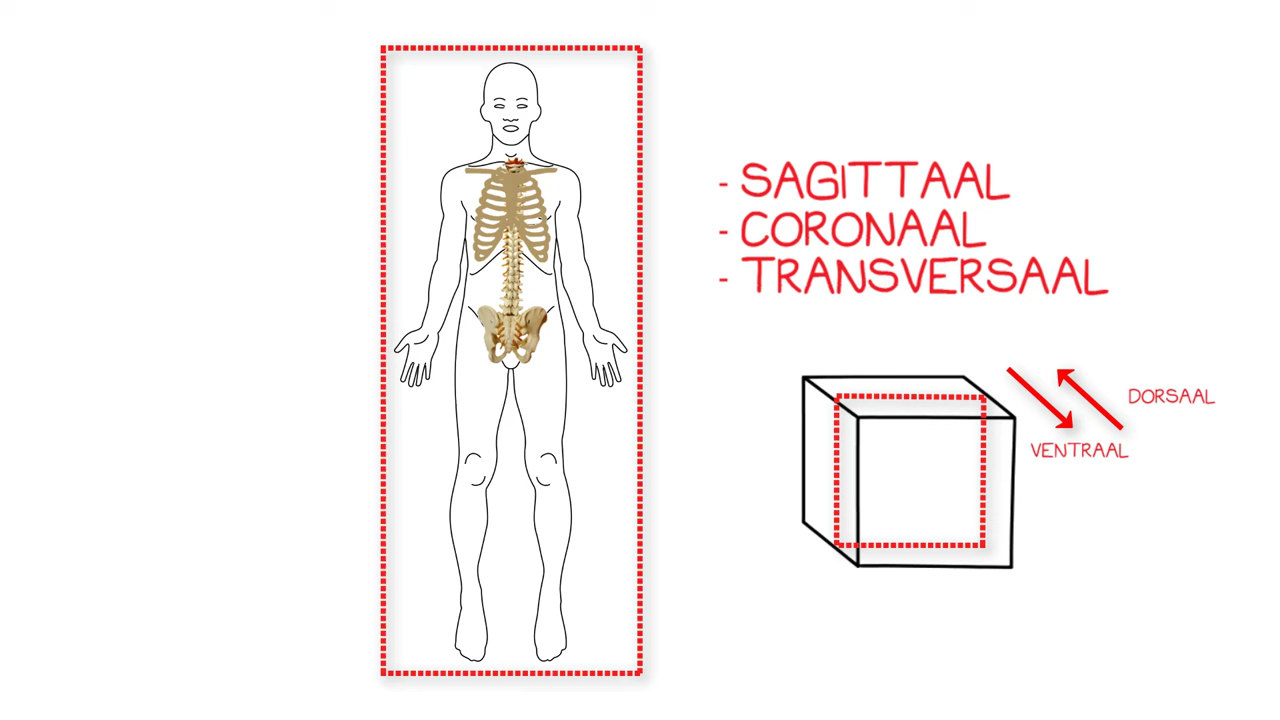 - SAGITTAAL
- CORONAAL
- TRANSVERSAAL
DORSAAL
VENTRAAL